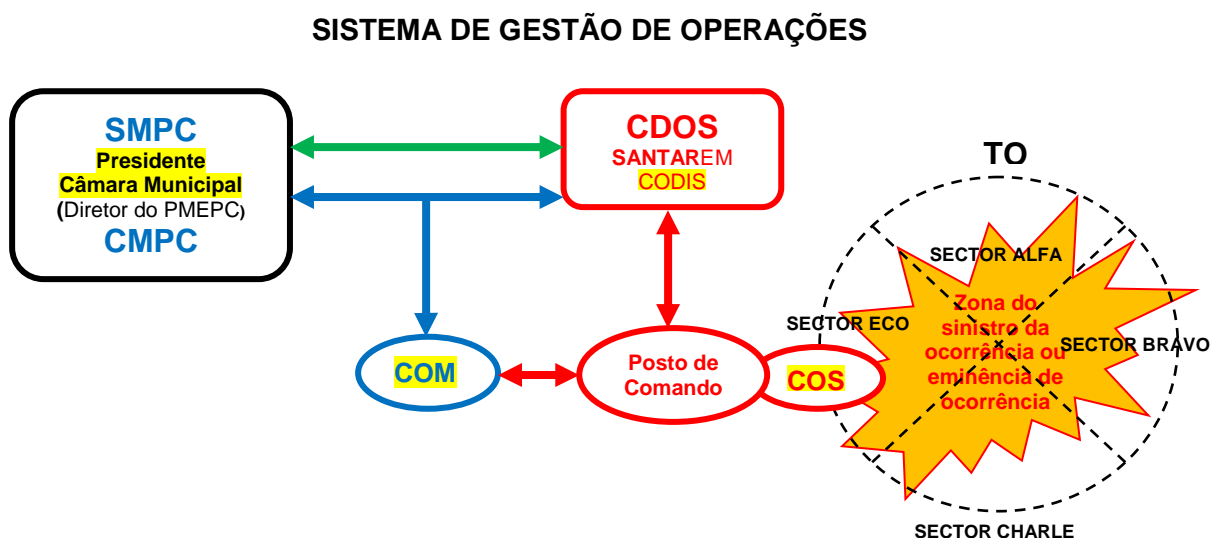 SISTEMA DE GESTÃO DE OPERAÇÕES
SMPC
Presidente
Câmara Municipal
(Diretor do PMEPC)
CMPC
CDOS
SANTAREM
CODIS
TO
SECTOR ALFA
Zona do
sinistro da
ocorrência ou
eminência de
ocorrência
SECTOR ECO
SECTOR BRAVO
COM
Posto de
Comando
COS
SECTOR CHARLE